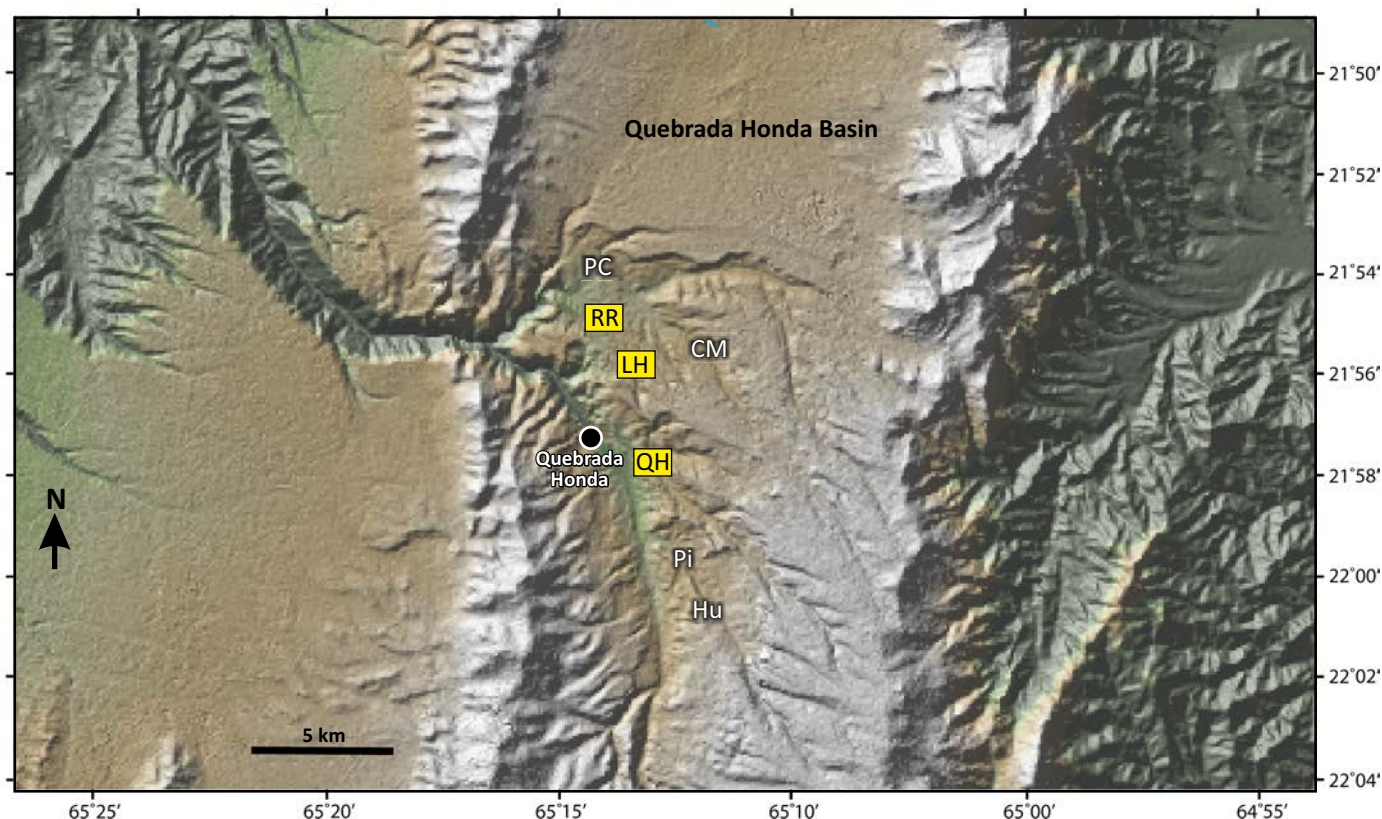 Quebrada Honda Basin
21°50'
21°52'
PC
21°54'
RR
CM
LH
21°56'
Quebrada
Honda
QH
21°58'
N
Pi
22°00'
Hu
22°02'
5 km
22°04'
65°25'
65°20'
65°15'
65°10'
65°00'
64°55'